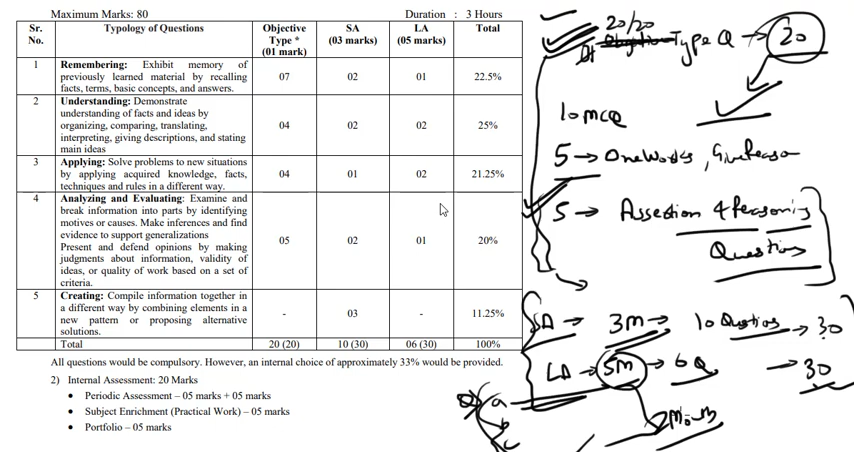 Maximum Marks: 80 Duration : 3 Hours
Sr. No. Typology of Questions Objective Type * (01 mark) SA (03 marks) LA (05 marks) Total
1 Remembering: Exhibit memory of 07 02 01 22.5%
previously learned material by recalling
facts, terms, basic concepts, and answers.
2 Understanding: Demonstrate 04 02 02 25%
understanding of facts and ideas by
organizing, comparing, translating,
interpreting, giving descriptions, and stating
main ideas
3 Applying: Solve problems to new situations 04 01 02 21.25%
by applying acquired knowledge, facts,
techniques and rules in a different way.
4 Analyzing and Evaluating: Examine and 05 02 01 20%
break information into parts by identifying
motives or causes. Make inferences and find
evidence to support generalizations
Present and defend opinions by making
judgments about information, validity of
ideas, or quality of work based on a set of
criteria.
5 Creating: Compile information together in - 03 - 11.25%
a different way by combining elements in a
new pattern or proposing alternative
solutions.
Total 20 (20) 10 (30) 06 (30) 100%
All questions would be compulsory. However, an internal choice of approximately 33% would be provided.
2) Internal Assessment: 20 Marks
• Periodic Assessment – 05 marks + 05 marks
• Subject Enrichment (Practical Work) – 05 marks
• Portfolio – 05 marks
20/20
Type Q → 20
10 MCQ
5 → One Words, Give Reason
5 → Assertion & Reasoning
Question
SA → 3m → 10 Questions → 30
LA → 5m → 6Q → 30
a
b
c